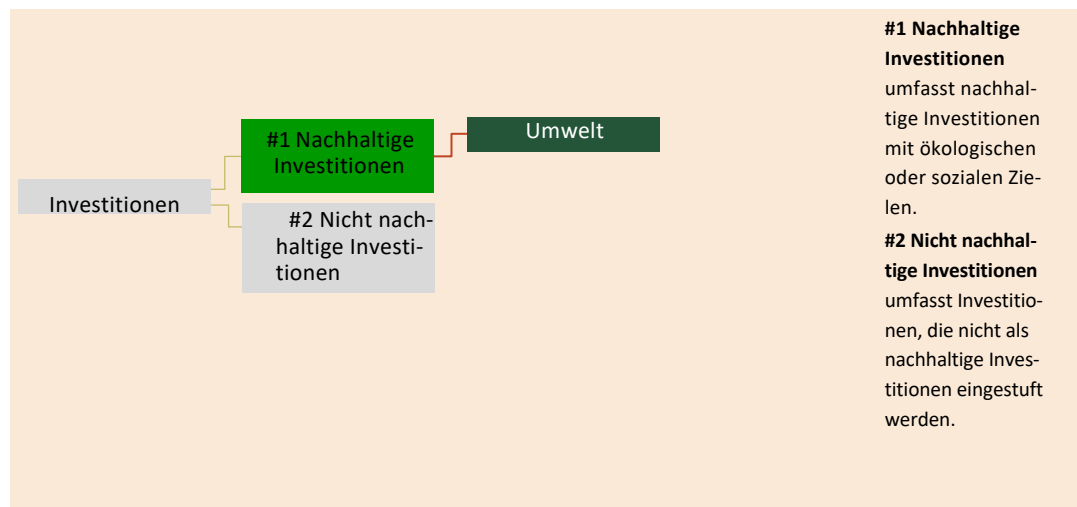 Investitionen
#1 Nachhaltige
Investitionen
#2 Nicht nach-
haltige Investi-
tionen
Umwelt
#1 Nachhaltige
Investitionen
umfasst nachhal-
tige Investitionen
mit ökologischen
oder sozialen Zie-
len.
#2 Nicht nachhal-
tige Investitionen
umfasst Investitio-
nen, die nicht als
nachhaltige Inves-
titionen eingestuft
werden.